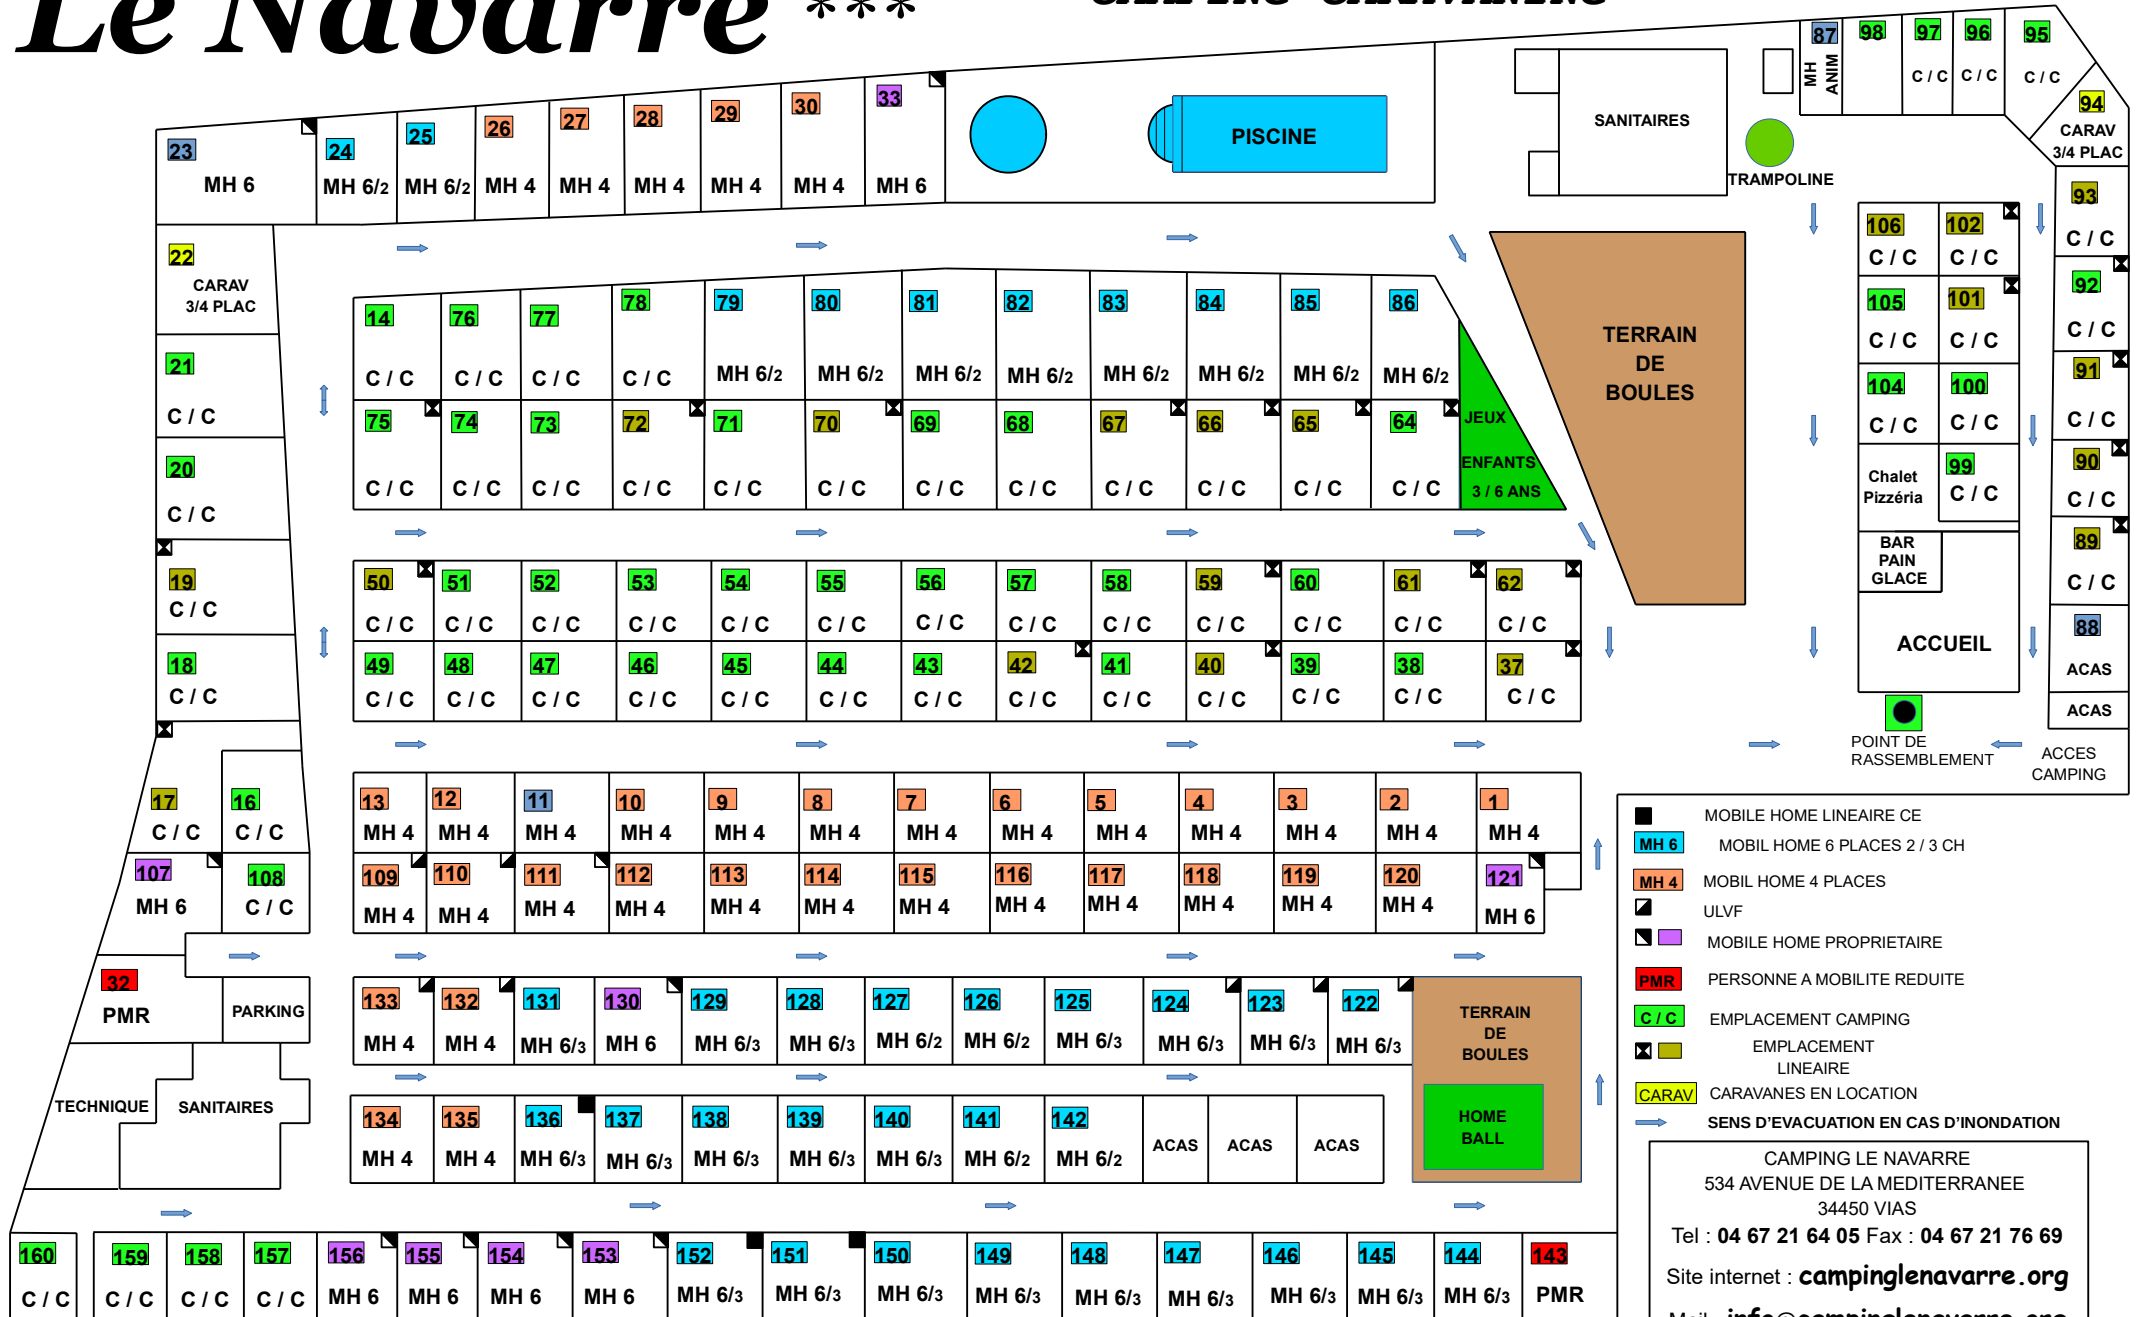 Le Navarre ***
CAMPING CARAVANING
87
MH ANIM
98
97
C / C
96
C / C
95
C / C
94
CARAV
3/4 PLAC
23
MH 6
24
MH 6/2
25
MH 6/2
26
MH 4
27
MH 4
28
MH 4
29
MH 4
30
MH 4
33
MH 6
PISCINE
SANITAIRES
TRAMPOLINE
22
CARAV
3/4 PLAC
21
C / C
20
C / C
19
C / C
18
C / C
17
C / C
16
C / C
107
MH 6
108
C / C
32
PMR
PARKING
TECHNIQUE
SANITAIRES
14
C / C
76
C / C
77
C / C
78
C / C
79
MH 6/2
80
MH 6/2
81
MH 6/2
82
MH 6/2
83
MH 6/2
84
MH 6/2
85
MH 6/2
86
MH 6/2
75
C / C
74
C / C
73
C / C
72
C / C
71
C / C
70
C / C
69
C / C
68
C / C
67
C / C
66
C / C
65
C / C
64
C / C
JEUX
ENFANTS
3 / 6 ANS
TERRAIN
DE
BOULES
50
C / C
51
C / C
52
C / C
53
C / C
54
C / C
55
C / C
56
C / C
57
C / C
58
C / C
59
C / C
60
C / C
61
C / C
62
C / C
49
C / C
48
C / C
47
C / C
46
C / C
45
C / C
44
C / C
43
C / C
42
C / C
41
C / C
40
C / C
39
C / C
38
C / C
37
C / C
106
C / C
102
C / C
105
C / C
101
C / C
104
C / C
100
C / C
Chalet
Pizzéria
99
C / C
BAR
PAIN
GLACE
ACCUEIL
93
C / C
92
C / C
91
C / C
90
C / C
89
C / C
88
ACAS
ACAS
POINT DE
RASSEMBLEMENT
ACCES
CAMPING
13
MH 4
12
MH 4
11
MH 4
10
MH 4
9
MH 4
8
MH 4
7
MH 4
6
MH 4
5
MH 4
4
MH 4
3
MH 4
2
MH 4
1
MH 4
109
MH 4
110
MH 4
111
MH 4
112
MH 4
113
MH 4
114
MH 4
115
MH 4
116
MH 4
117
MH 4
118
MH 4
119
MH 4
120
MH 4
121
MH 6
133
MH 4
132
MH 4
131
MH 6/3
130
MH 6
129
MH 6/3
128
MH 6/3
127
MH 6/2
126
MH 6/2
125
MH 6/3
124
MH 6/3
123
MH 6/3
122
MH 6/3
TERRAIN
DE
BOULES
HOME
BALL
134
MH 4
135
MH 4
136
MH 6/3
137
MH 6/3
138
MH 6/3
139
MH 6/3
140
MH 6/3
141
MH 6/2
142
MH 6/2
ACAS
ACAS
ACAS
160
C / C
159
C / C
158
C / C
157
C / C
156
MH 6
155
MH 6
154
MH 6
153
MH 6
152
MH 6/3
151
MH 6/3
150
MH 6/3
149
MH 6/3
148
MH 6/3
147
MH 6/3
146
MH 6/3
145
MH 6/3
144
MH 6/3
143
PMR
MOBILE HOME LINEAIRE CE
MH 6 MOBIL HOME 6 PLACES 2 / 3 CH
MH 4 MOBIL HOME 4 PLACES
ULVF
MOBILE HOME PROPRIETAIRE
PMR PERSONNE A MOBILITE REDUITE
C / C EMPLACEMENT CAMPING
EMPLACEMENT
LINEAIRE
CARAV CARAVANES EN LOCATION
SENS D'EVACUATION EN CAS D'INONDATION
CAMPING LE NAVARRE
534 AVENUE DE LA MEDITERRANEE
34450 VIAS
Tel : 04 67 21 64 05 Fax : 04 67 21 76 69
Site internet : campinglenavarre.org
Mail : info@campinglenavarre.org